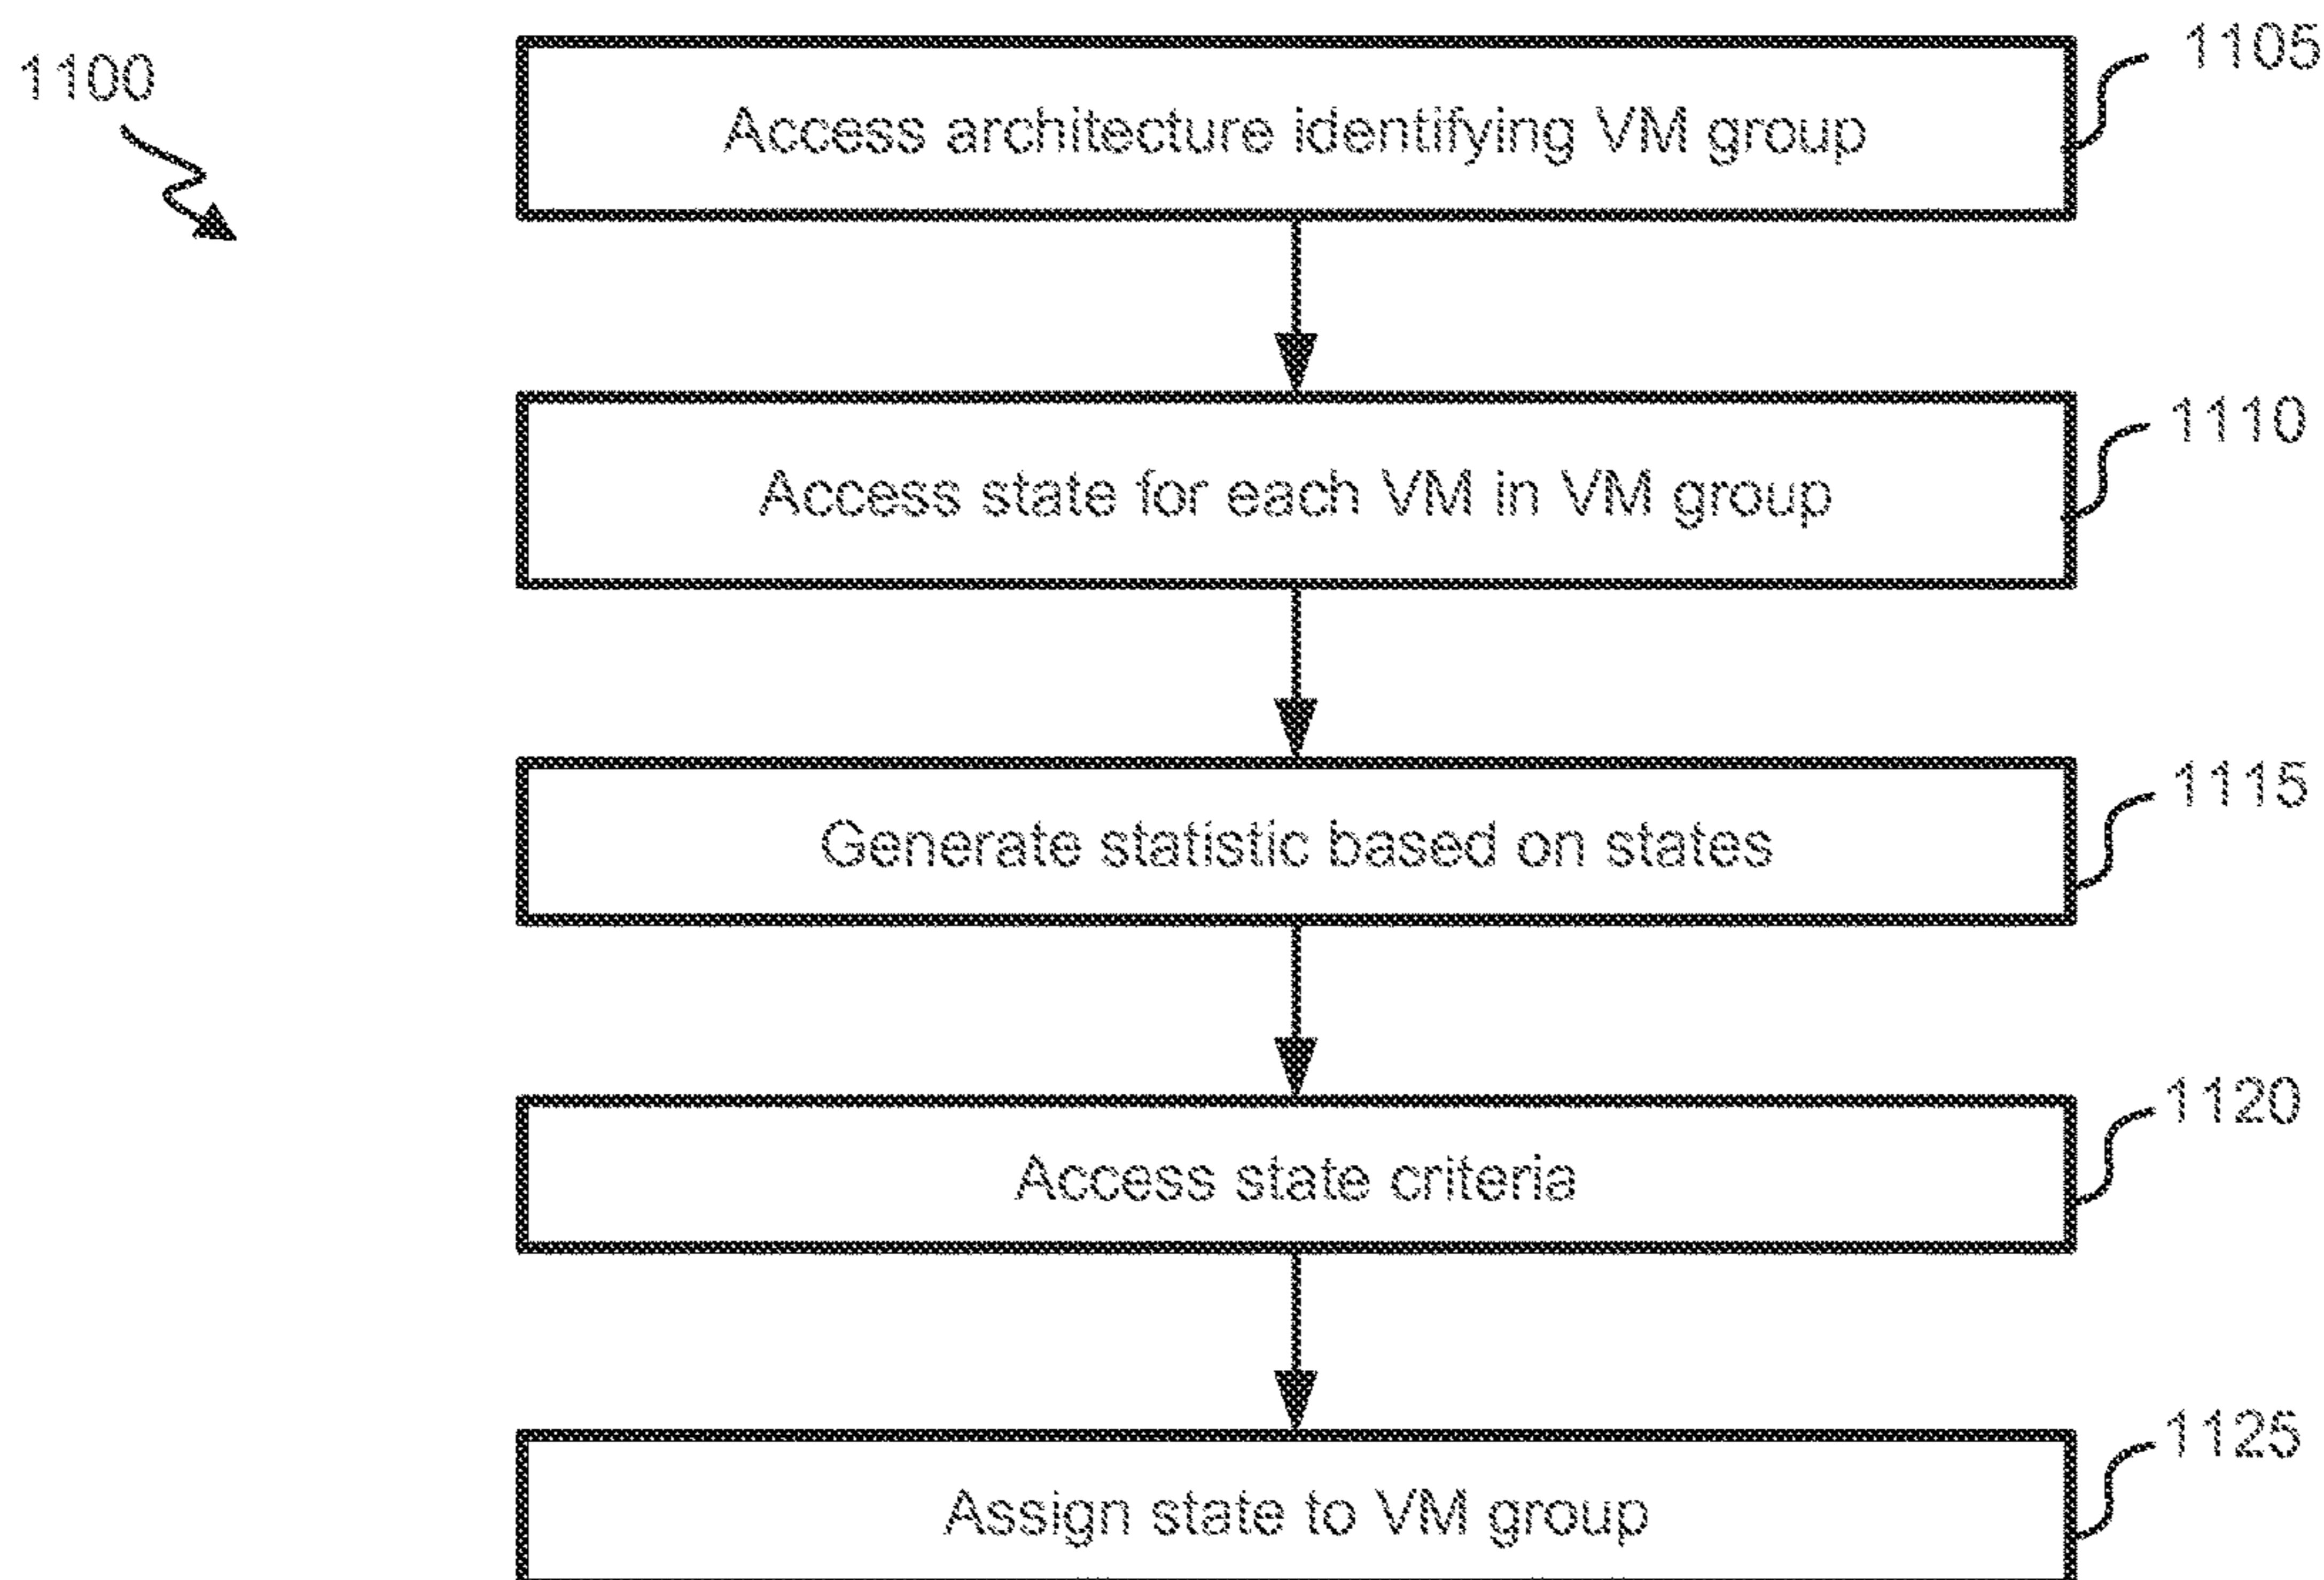 1100
1105
Access architecture identifying VM group
1110
Access state for each VM in VM group
1115
Generate statistic based on states
1120
Access state criteria
1125
Assign state to VM group